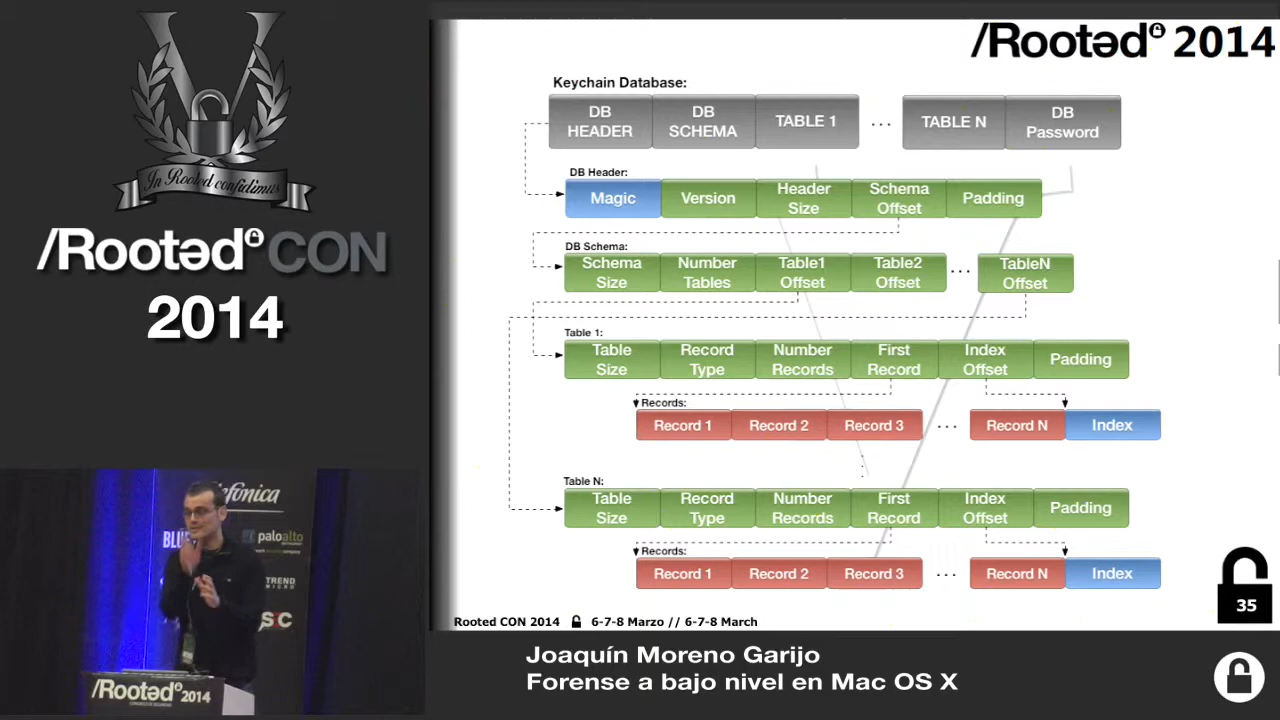 In Rooted confidimus
/Rootəd CON
2014
/Rootəd 2014
Keychain Database:
DB HEADER
DB SCHEMA
TABLE 1
...
TABLE N
DB Password
DB Header:
Magic
Version
Header Size
Schema Offset
Padding
DB Schema:
Schema Size
Number Tables
Table1 Offset
Table2 Offset
...
TableN Offset
Table 1:
Table Size
Record Type
Number Records
First Record
Index Offset
Padding
Records:
Record 1
Record 2
Record 3
...
Record N
Index
Table N:
Table Size
Record Type
Number Records
First Record
Index Offset
Padding
Records:
Record 1
Record 2
Record 3
...
Record N
Index
35
Rooted CON 2014 6-7-8 Marzo // 6-7-8 March
paloalto
TREND
MICRO
/Rootəd 2014
Joaquín Moreno Garijo
Forense a bajo nivel en Mac OS X